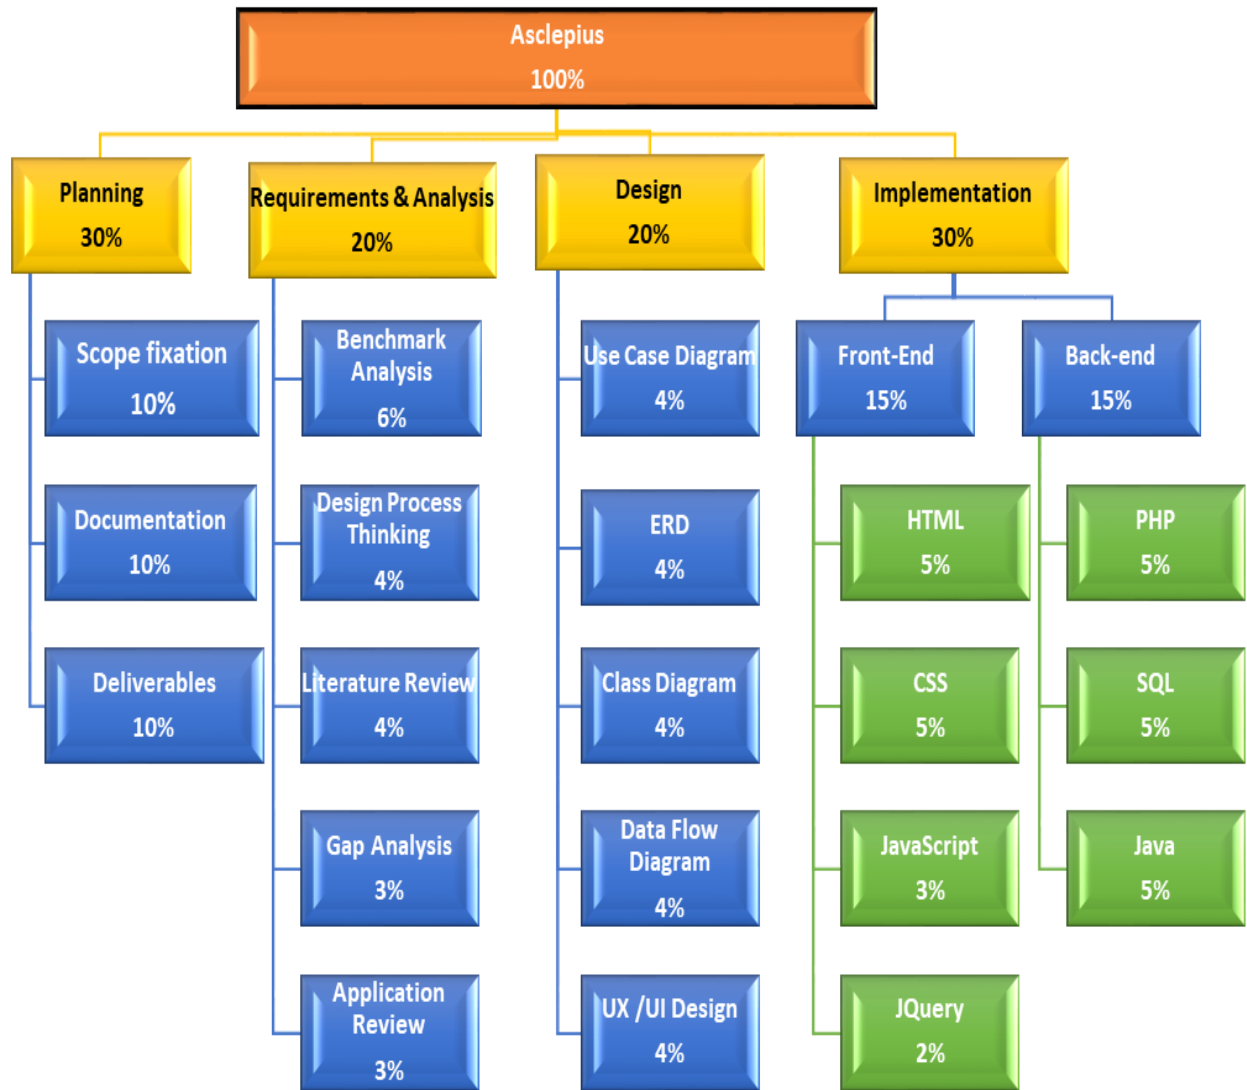 Asclepius
100%
Planning
30%
Requirements & Analysis
20%
Design
20%
Implementation
30%
Scope fixation
10%
Documentation
10%
Deliverables
10%
Benchmark
Analysis
6%
Design Process
Thinking
4%
Literature Review
4%
Gap Analysis
3%
Application
Review
3%
Use Case Diagram
4%
ERD
4%
Class Diagram
4%
Data Flow
Diagram
4%
UX /UI Design
4%
Front-End
15%
HTML
5%
CSS
5%
JavaScript
3%
JQuery
2%
Back-end
15%
PHP
5%
SQL
5%
Java
5%